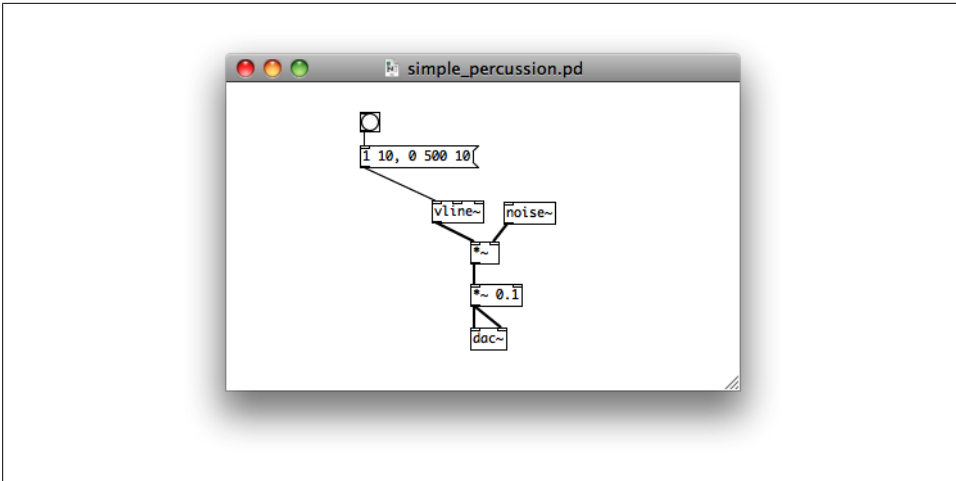 simple_percussion.pd
1 10, 0 500 10
vline~ noise~
*~
*~ 0.1
dac~